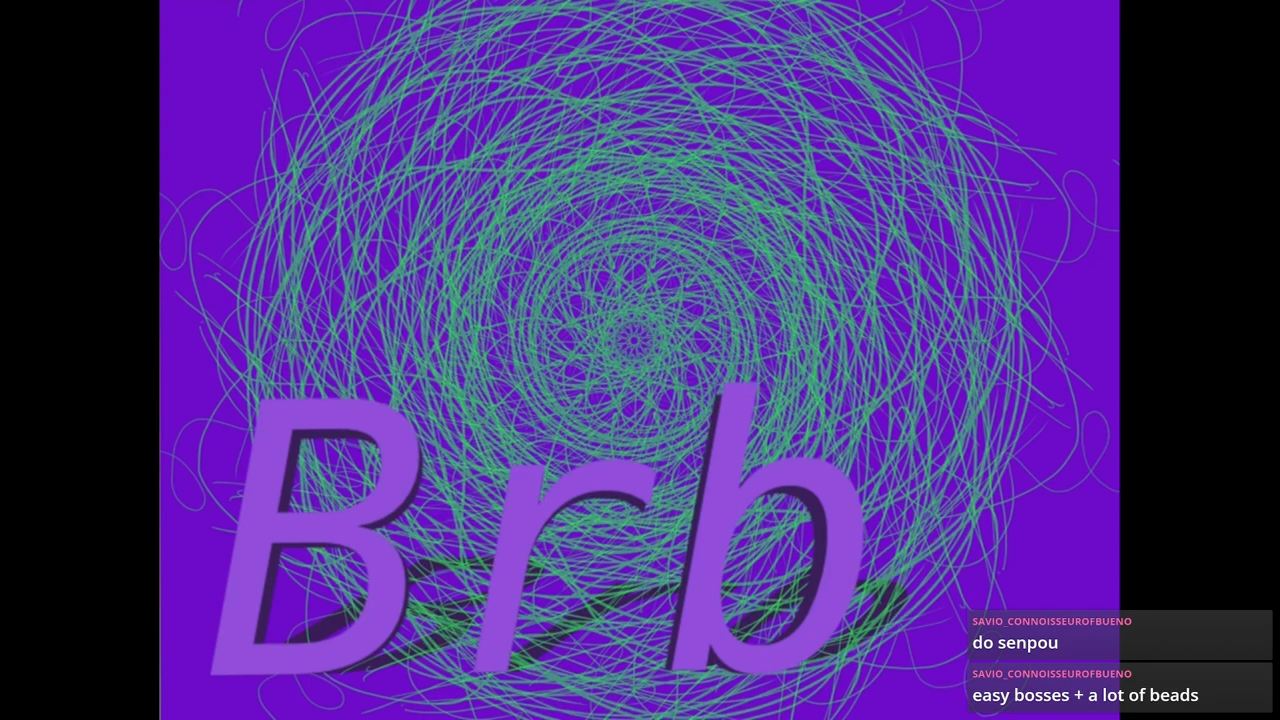 Brb
SAVIO_CONNOISSEUROFBUENO
do senpou
SAVIO_CONNOISSEUROFBUENO
easy bosses + a lot of beads